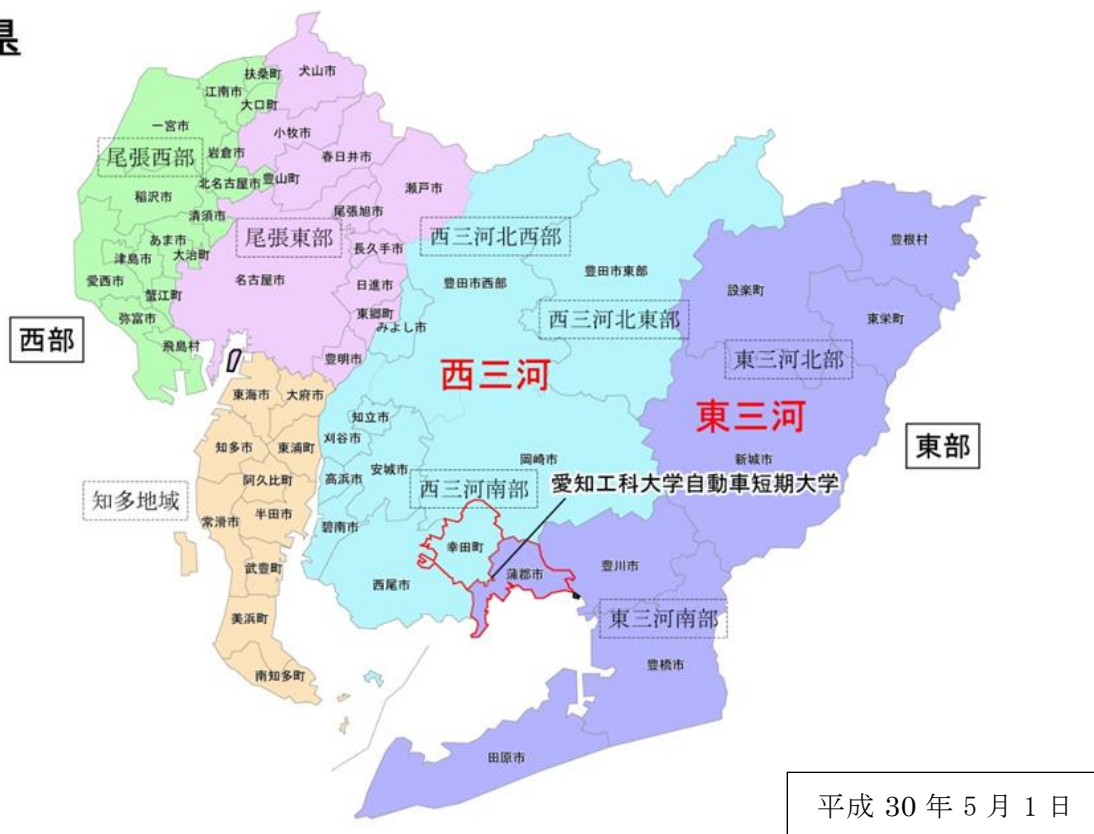 県
犬山市
扶桑町
江南市
大口町
一宮市
小牧市
岩倉市
春日井市
尾張西部
北名古屋市
豊山町
瀬戸市
稲沢市
清須市
尾張旭市
あま市
尾張東部
西三河北西部
豊根村
津島市
大治町
長久手市
愛西市
名古屋市
日進市
豊田市西部
豊田市東部
設楽町
蟹江町
東郷町
東栄町
弥富市
みよし市
西三河北東部
西部
飛島村
豊明市
東三河北部
西三河
東海市
大府市
東三河
知立市
刈谷市
知多市
東浦町
東部
岡崎市
新城市
安城市
高浜市
阿久比町
西三河南部
愛知工科大学自動車短期大学
知多地域
半田市
常滑市
碧南市
幸田町
武豊町
蒲郡市
豊川市
西尾市
美浜町
東三河南部
豊橋市
南知多町
田原市
平成 30 年 5 月 1 日